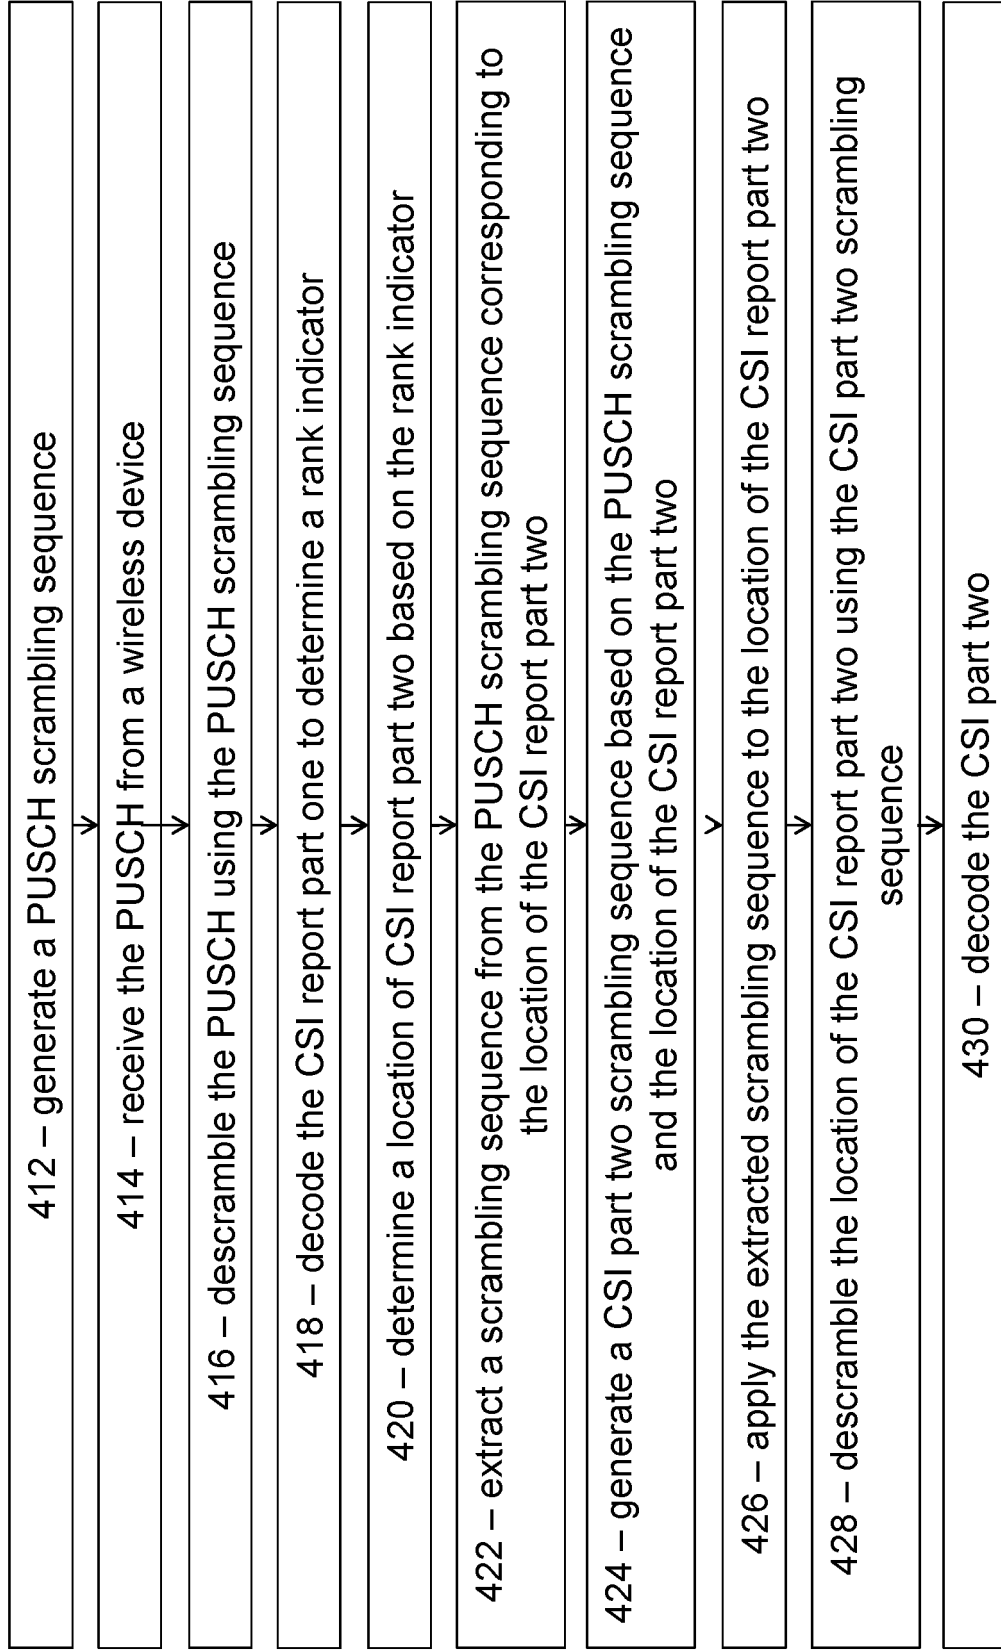 412 – generate a PUSCH scrambling sequence
414 – receive the PUSCH from a wireless device
416 – descramble the PUSCH using the PUSCH scrambling sequence
418 – decode the CSI report part one to determine a rank indicator
420 – determine a location of CSI report part two based on the rank indicator
422 – extract a scrambling sequence from the PUSCH scrambling sequence corresponding to
the location of the CSI report part two
424 – generate a CSI part two scrambling sequence based on the PUSCH scrambling sequence
and the location of the CSI report part two
426 – apply the extracted scrambling sequence to the location of the CSI report part two
428 – descramble the location of the CSI report part two using the CSI part two scrambling
sequence
430 – decode the CSI part two